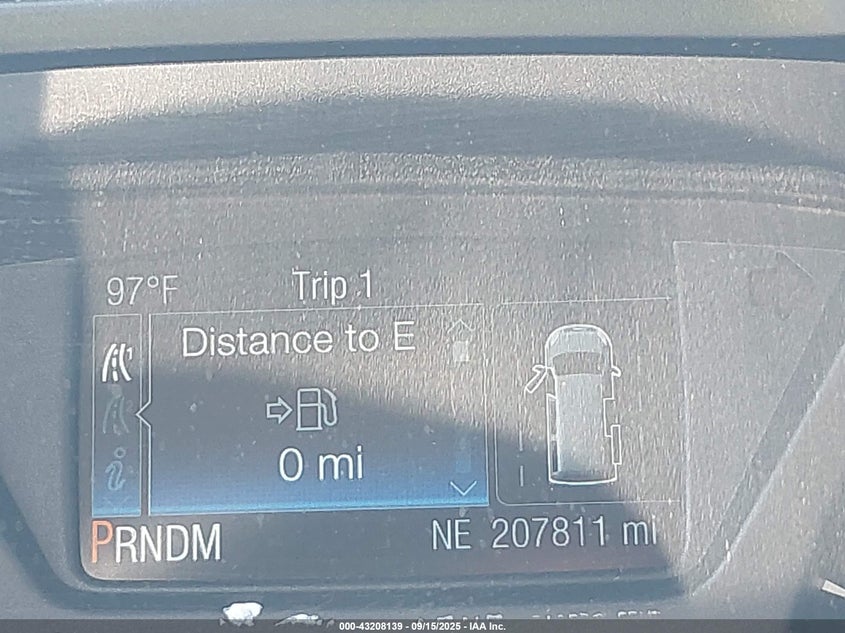 97°F Trip 1
Distance to E
0 mi
PRNDM NE 207811 mi
000-43208139 - 09/15/2025 - IAA Inc.